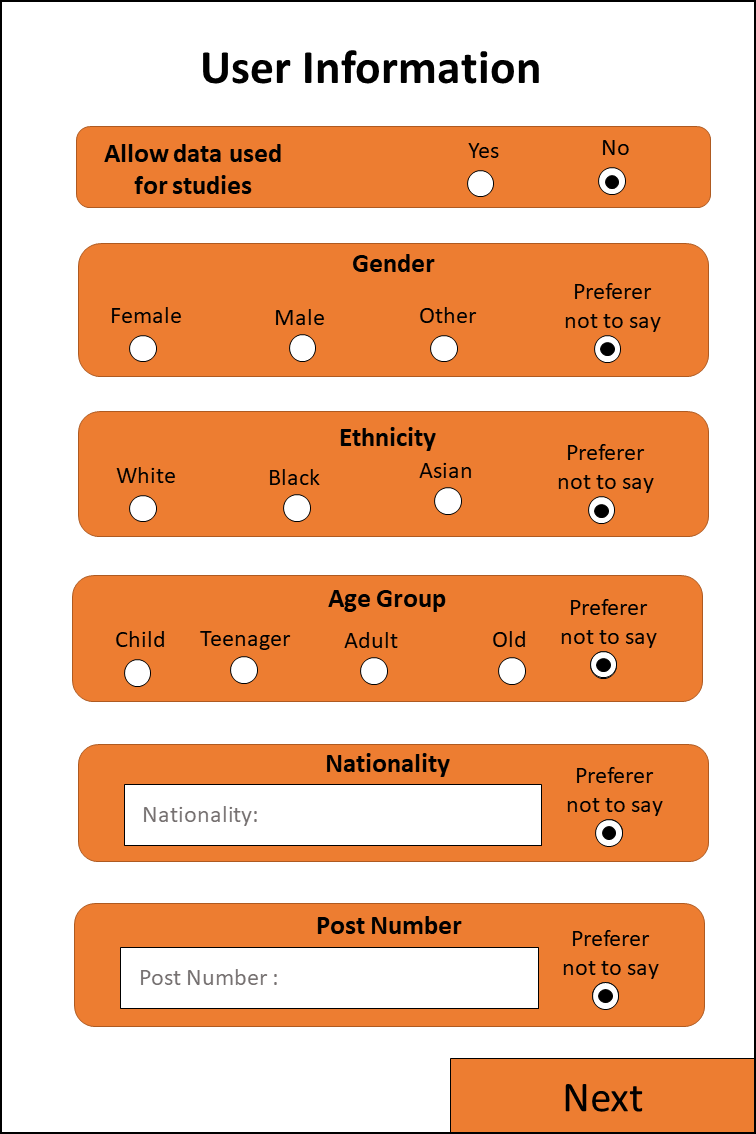 User Information
Allow data used
for studies
Yes
No
Gender
Female
Male
Other
Preferer
not to say
Ethnicity
White
Black
Asian
Preferer
not to say
Age Group
Child
Teenager
Adult
Old
Preferer
not to say
Nationality
Nationality:
Preferer
not to say
Post Number
Post Number :
Preferer
not to say
Next